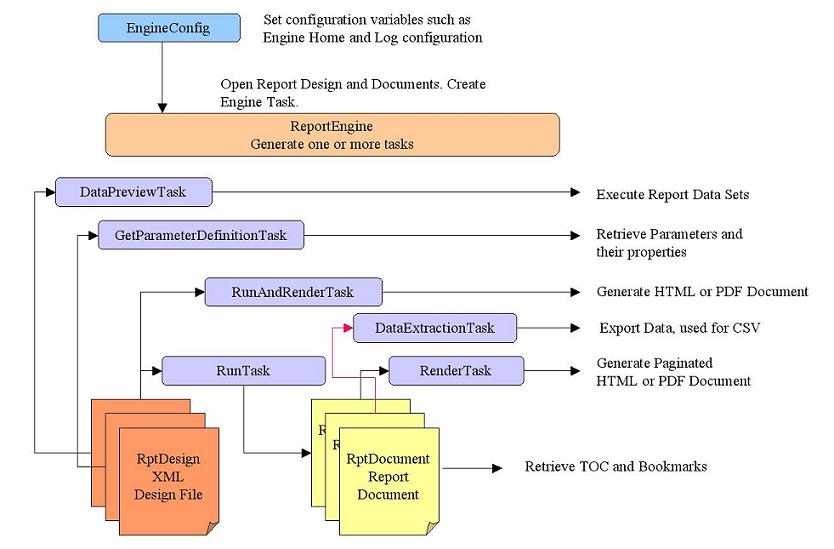 EngineConfig
Set configuration variables such as
Engine Home and Log configuration
Open Report Design and Documents. Create
Engine Task.
ReportEngine
Generate one or more tasks
DataPreviewTask
Execute Report Data Sets
GetParameterDefinitionTask
Retrieve Parameters and
their properties
RunAndRenderTask
Generate HTML or PDF Document
DataExtractionTask
Export Data, used for CSV
RunTask
RenderTask
Generate Paginated
HTML or PDF Document
R
R
RptDesign
XML
Design File
RptDocument
Report
Document
Retrieve TOC and Bookmarks